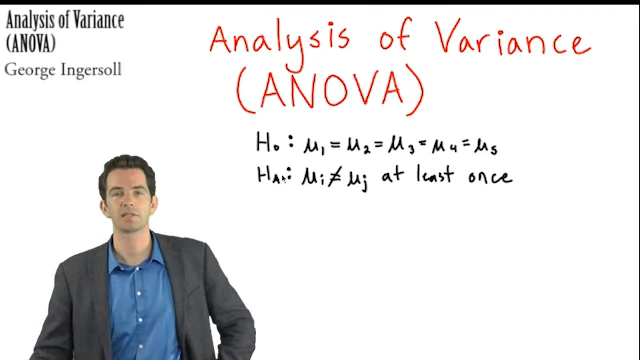 Analysis of Variance
(ANOVA)
George Ingersoll
Analysis of Variance
(ANOVA)
H₀: μ₁ = μ₂ = μ₃ = μ₄ = μ₅
H_A: μᵢ ≠ μⱼ at least once